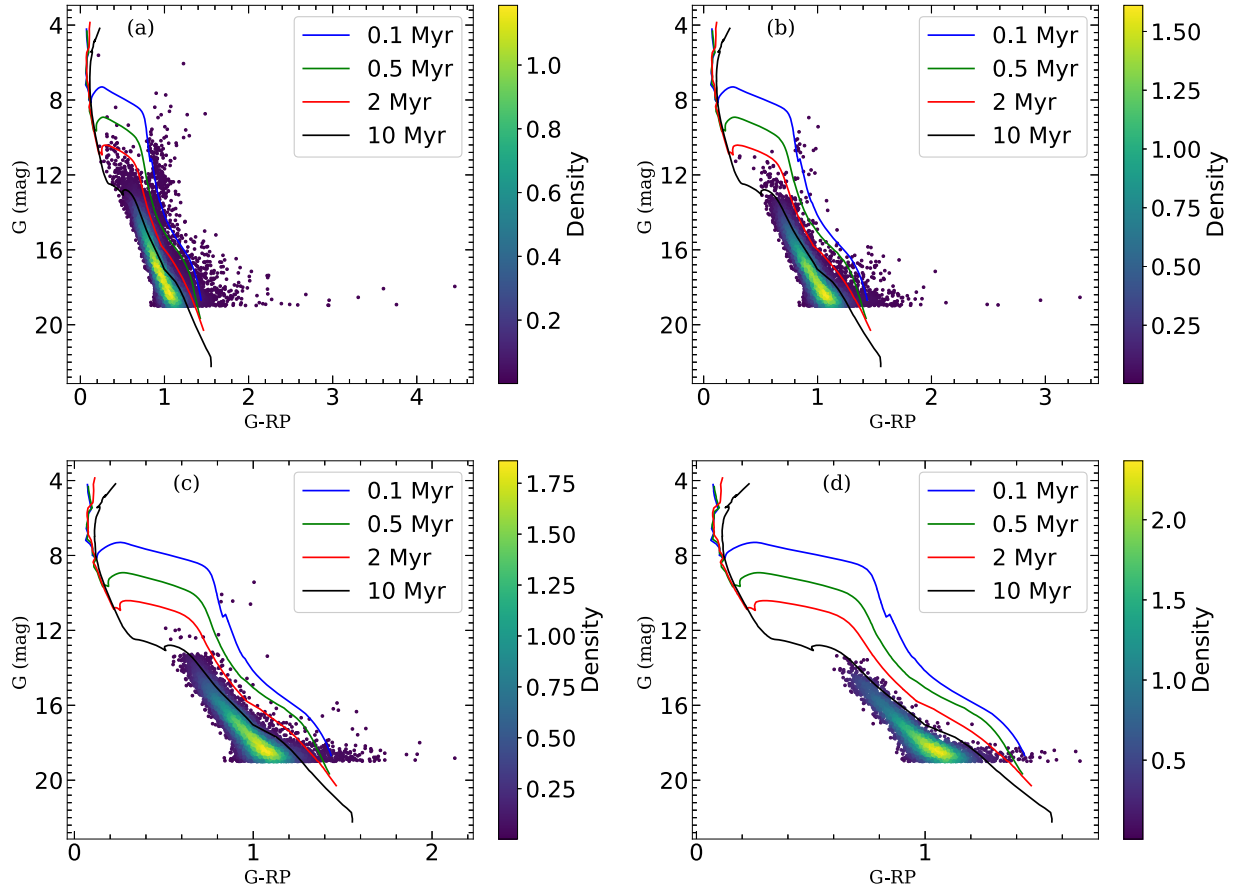 (a)
0.1 Myr
0.5 Myr
2 Myr
10 Myr
4
8
12
16
20
G (mag)
0 1 2 3 4
G-RP
1.0
0.8
0.6
0.4
0.2
Density
(b)
0.1 Myr
0.5 Myr
2 Myr
10 Myr
4
8
12
16
20
G (mag)
0 1 2 3
G-RP
1.50
1.25
1.00
0.75
0.50
0.25
Density
(c)
0.1 Myr
0.5 Myr
2 Myr
10 Myr
4
8
12
16
20
G (mag)
0 1 2
G-RP
1.75
1.50
1.25
1.00
0.75
0.50
0.25
Density
(d)
0.1 Myr
0.5 Myr
2 Myr
10 Myr
4
8
12
16
20
G (mag)
0 1
G-RP
2.0
1.5
1.0
0.5
Density